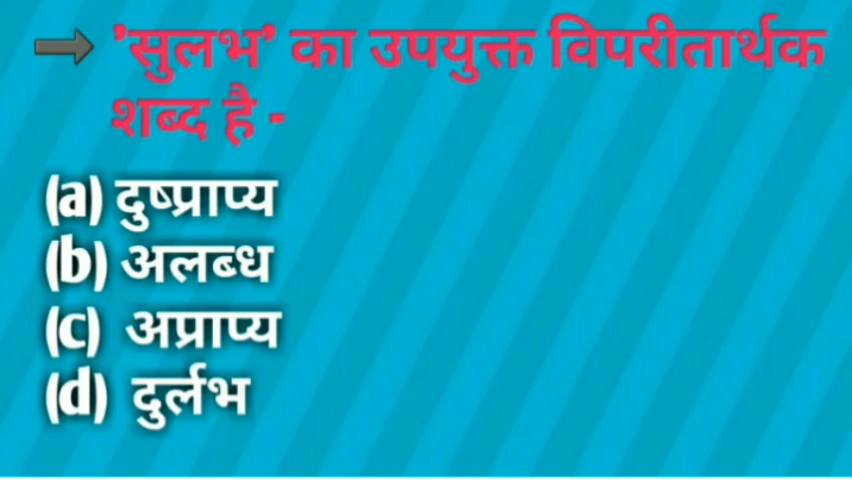 ➡ 'सुलभ' का उपयुक्त विपरीतार्थक
शब्द है -
(a) दुष्प्राप्य
(b) अलब्ध
(c) अप्राप्य
(d) दुर्लभ